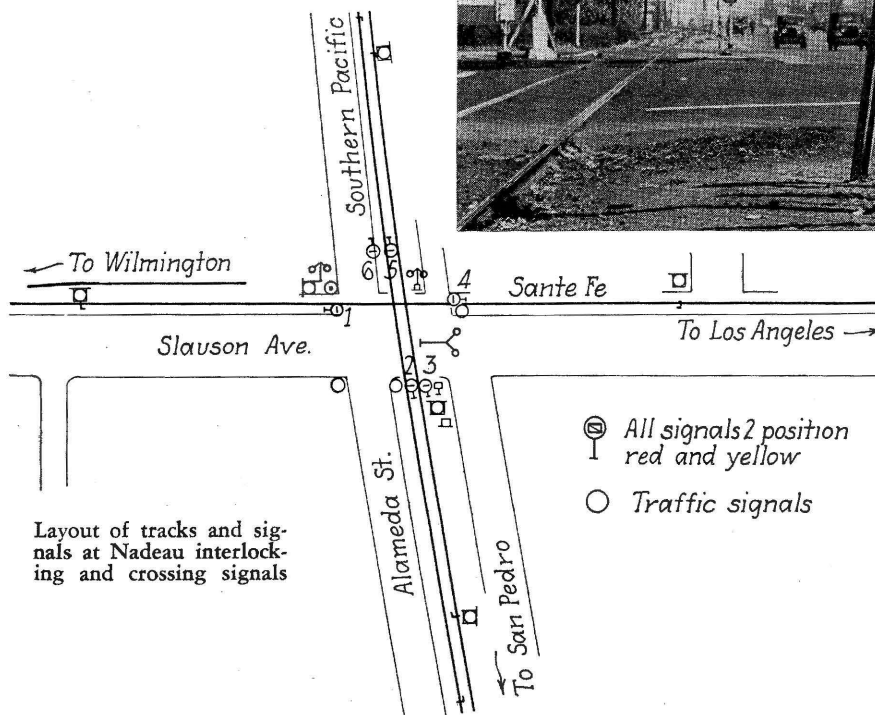 Southern Pacific
To Wilmington
6
5
4
Sante Fe
1
To Los Angeles
Slauson Ave.
2
3
All signals 2 position
red and yellow
Traffic signals
Layout of tracks and sig-
nals at Nadeau interlock-
ing and crossing signals
Alameda St.
To San Pedro